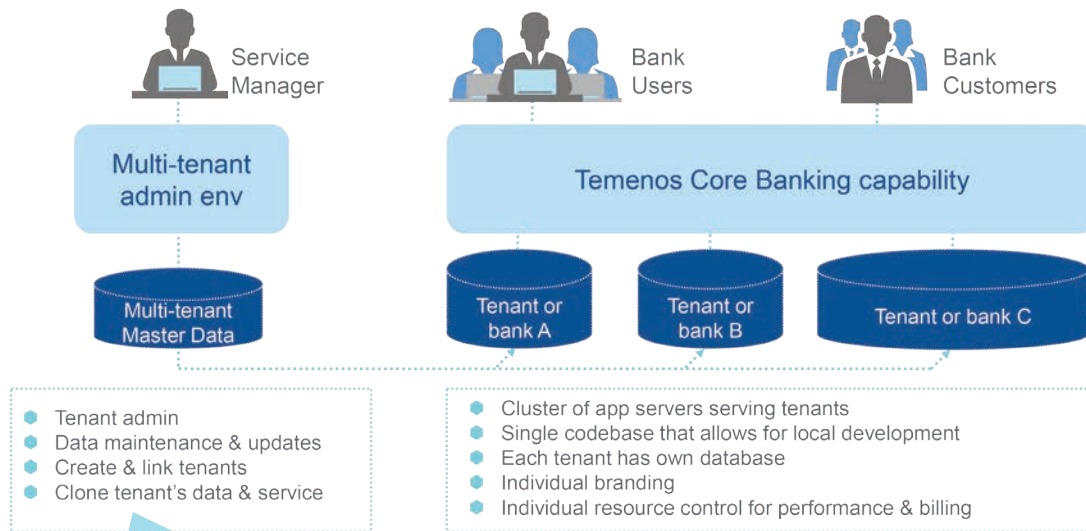 Service
Manager
Bank
Users
Bank
Customers
Multi-tenant
admin env
Temenos Core Banking capability
Multi-tenant
Master Data
Tenant or
bank A
Tenant or
bank B
Tenant or bank C
Tenant admin
Data maintenance & updates
Create & link tenants
Clone tenant's data & service
Cluster of app servers serving tenants
Single codebase that allows for local development
Each tenant has own database
Individual branding
Individual resource control for performance & billing